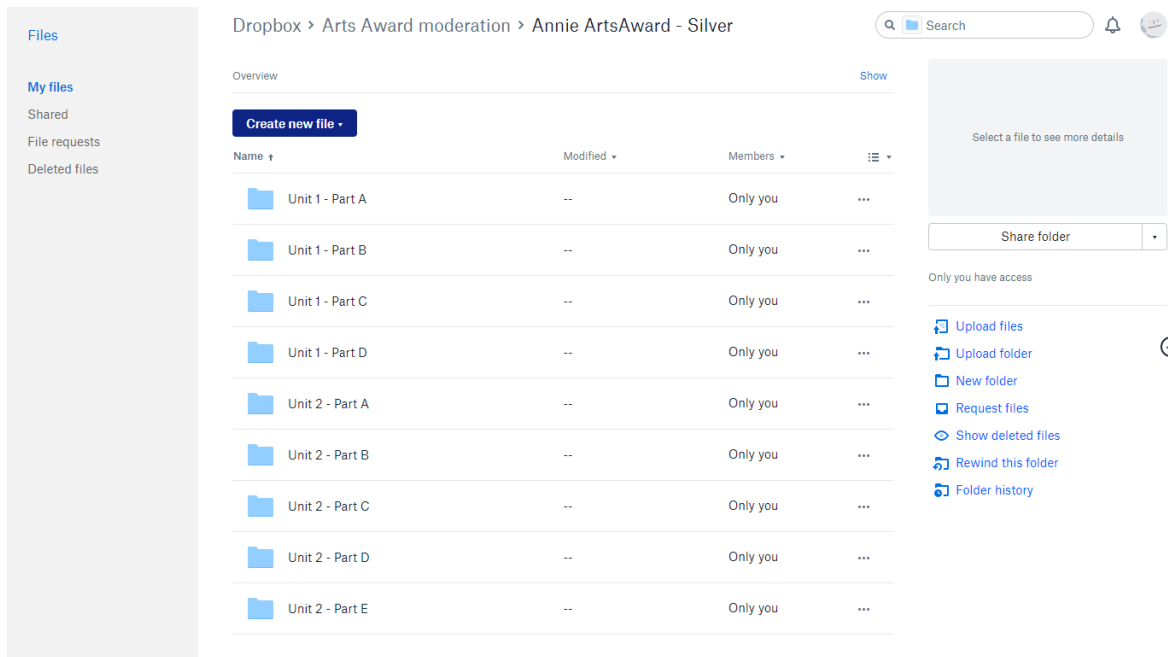 Files
My files
Shared
File requests
Deleted files
Dropbox > Arts Award moderation > Annie ArtsAward - Silver
Search
Overview
Show
Create new file
Name
Modified
Members
Unit 1 - Part A -- Only you
Unit 1 - Part B -- Only you
Unit 1 - Part C -- Only you
Unit 1 - Part D -- Only you
Unit 2 - Part A -- Only you
Unit 2 - Part B -- Only you
Unit 2 - Part C -- Only you
Unit 2 - Part D -- Only you
Unit 2 - Part E -- Only you
Select a file to see more details
Share folder
Only you have access
Upload files
Upload folder
New folder
Request files
Show deleted files
Rewind this folder
Folder history